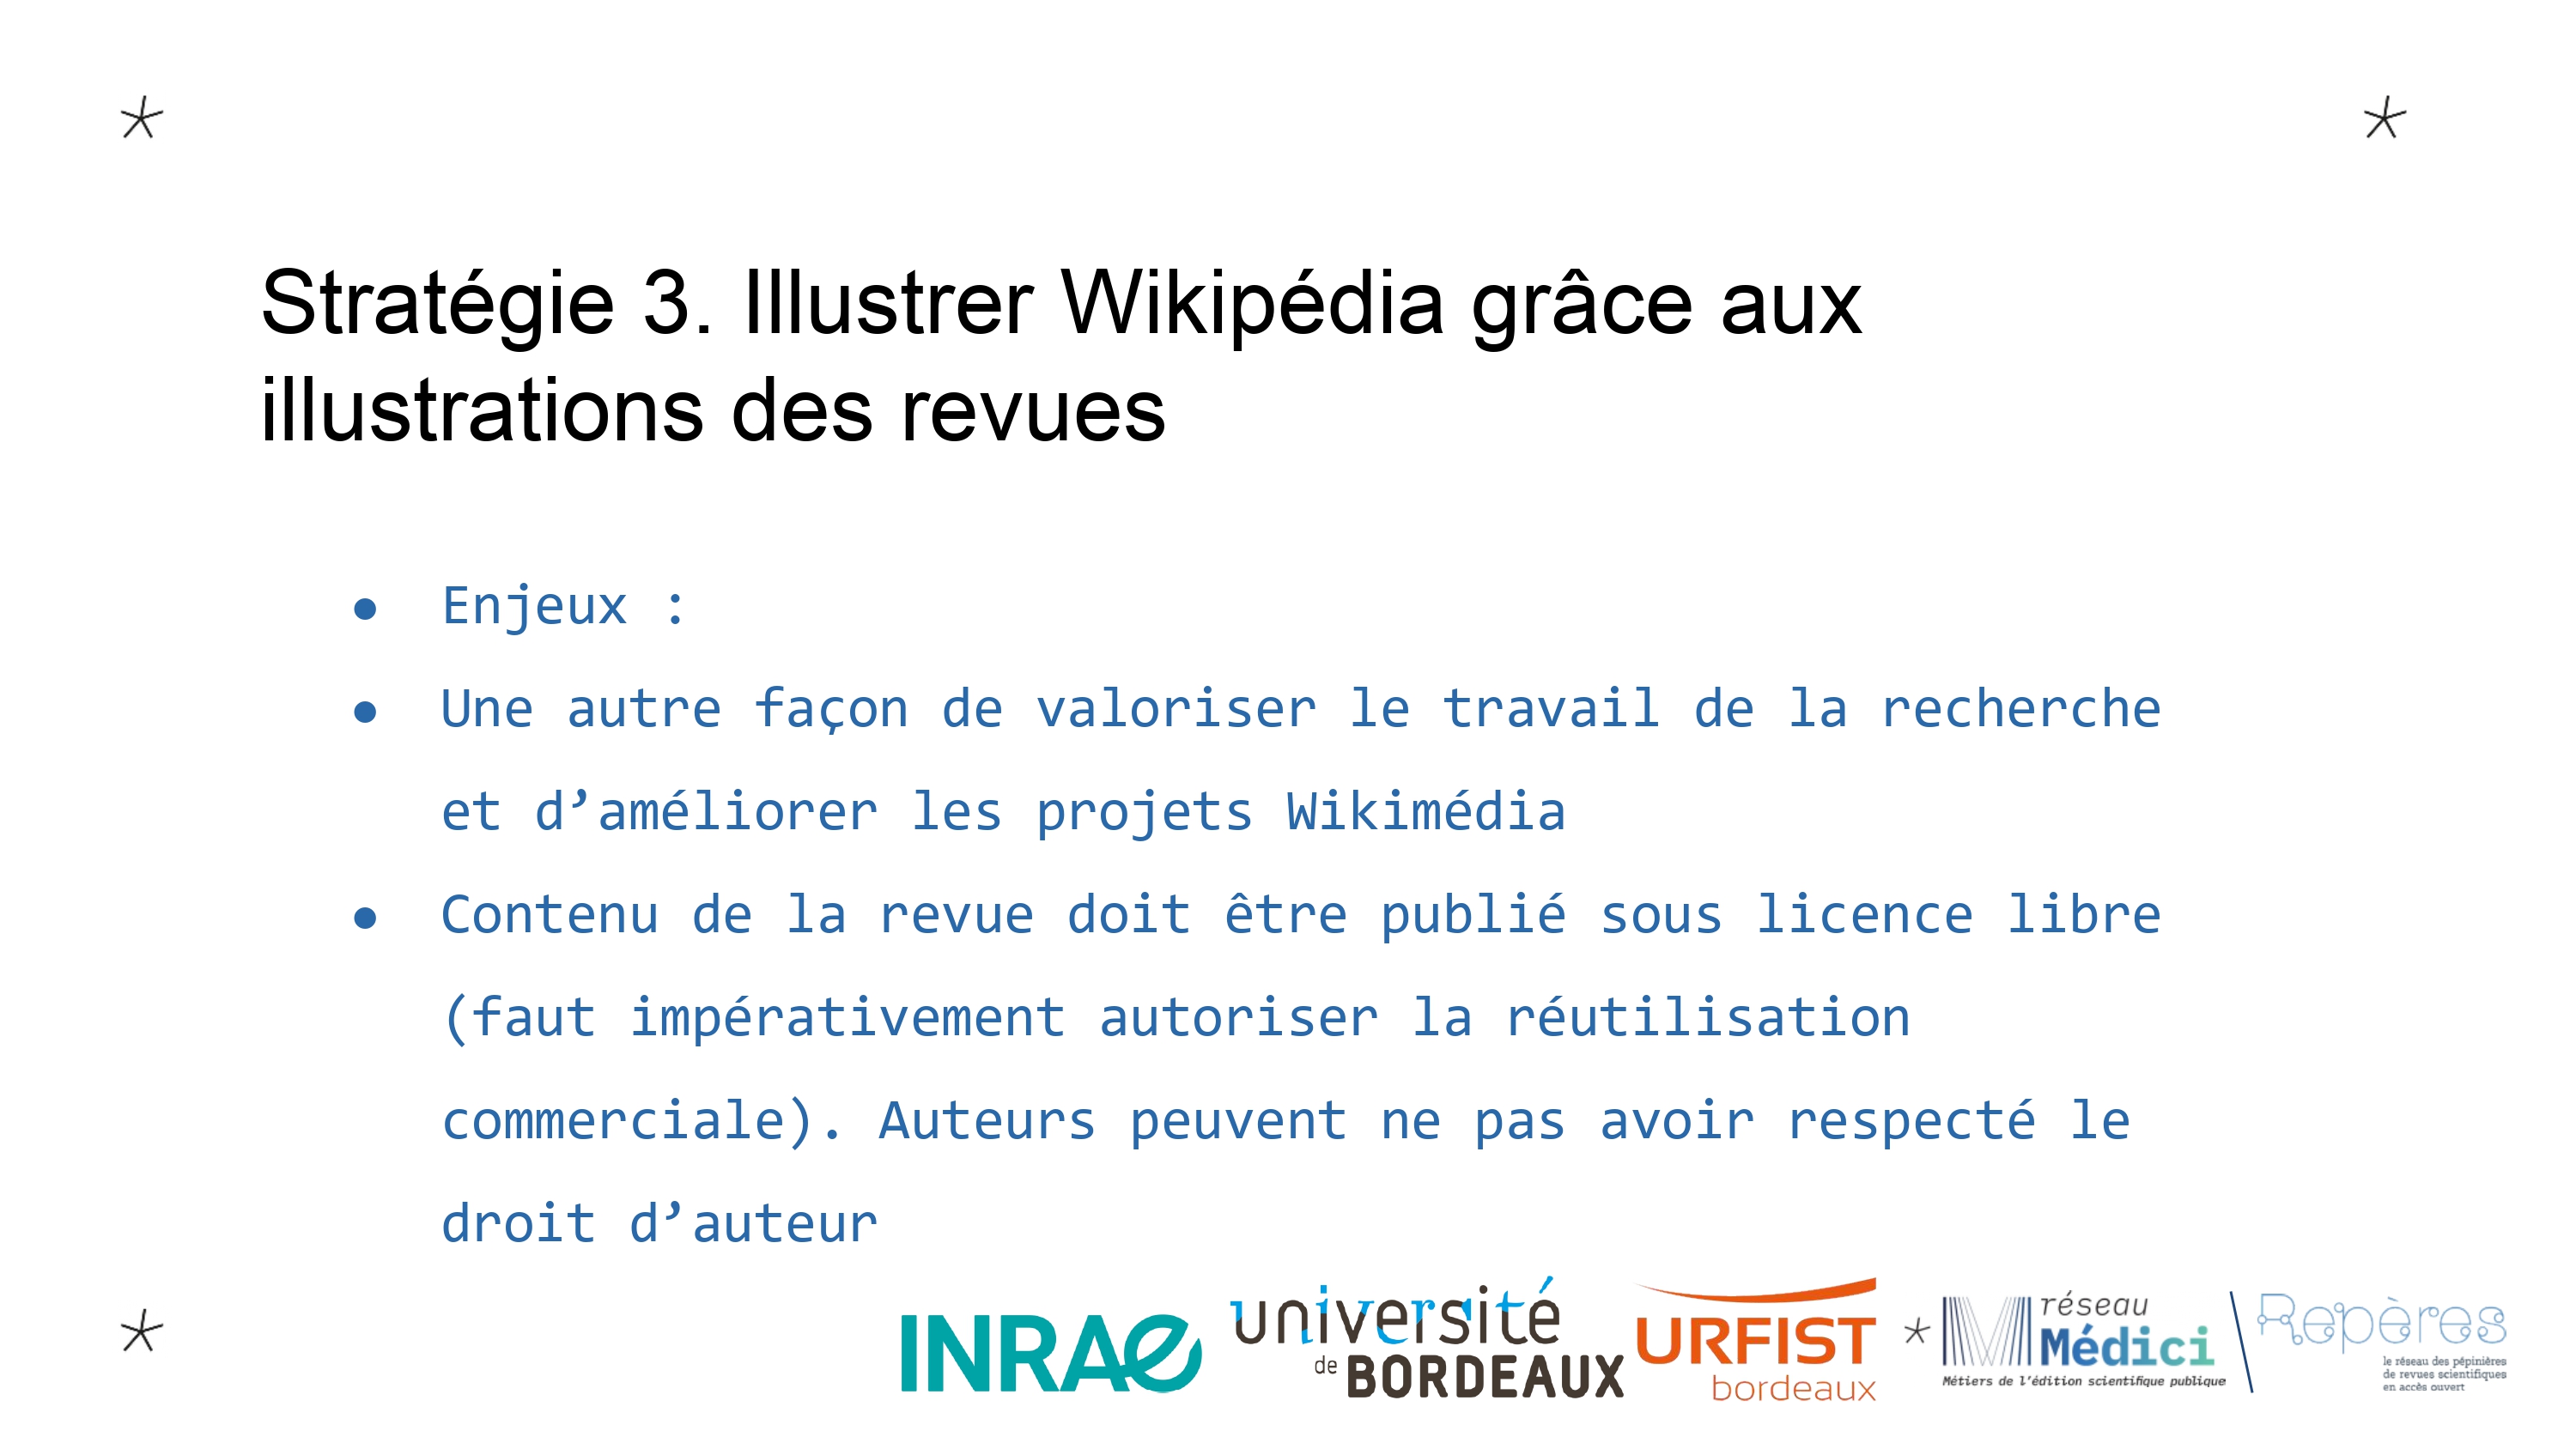 Stratégie 3. Illustrer Wikipédia grâce aux
illustrations des revues
● Enjeux :
● Une autre façon de valoriser le travail de la recherche
et d’améliorer les projets Wikimédia
● Contenu de la revue doit être publié sous licence libre
(faut impérativement autoriser la réutilisation
commerciale). Auteurs peuvent ne pas avoir respecté le
droit d’auteur
INRAE
université
de BORDEAUX
URFIST
bordeaux
réseau
Médici
Métiers de l’édition scientifique publique
Repères
le réseau des pépinières
de revues scientifiques
en accès ouvert